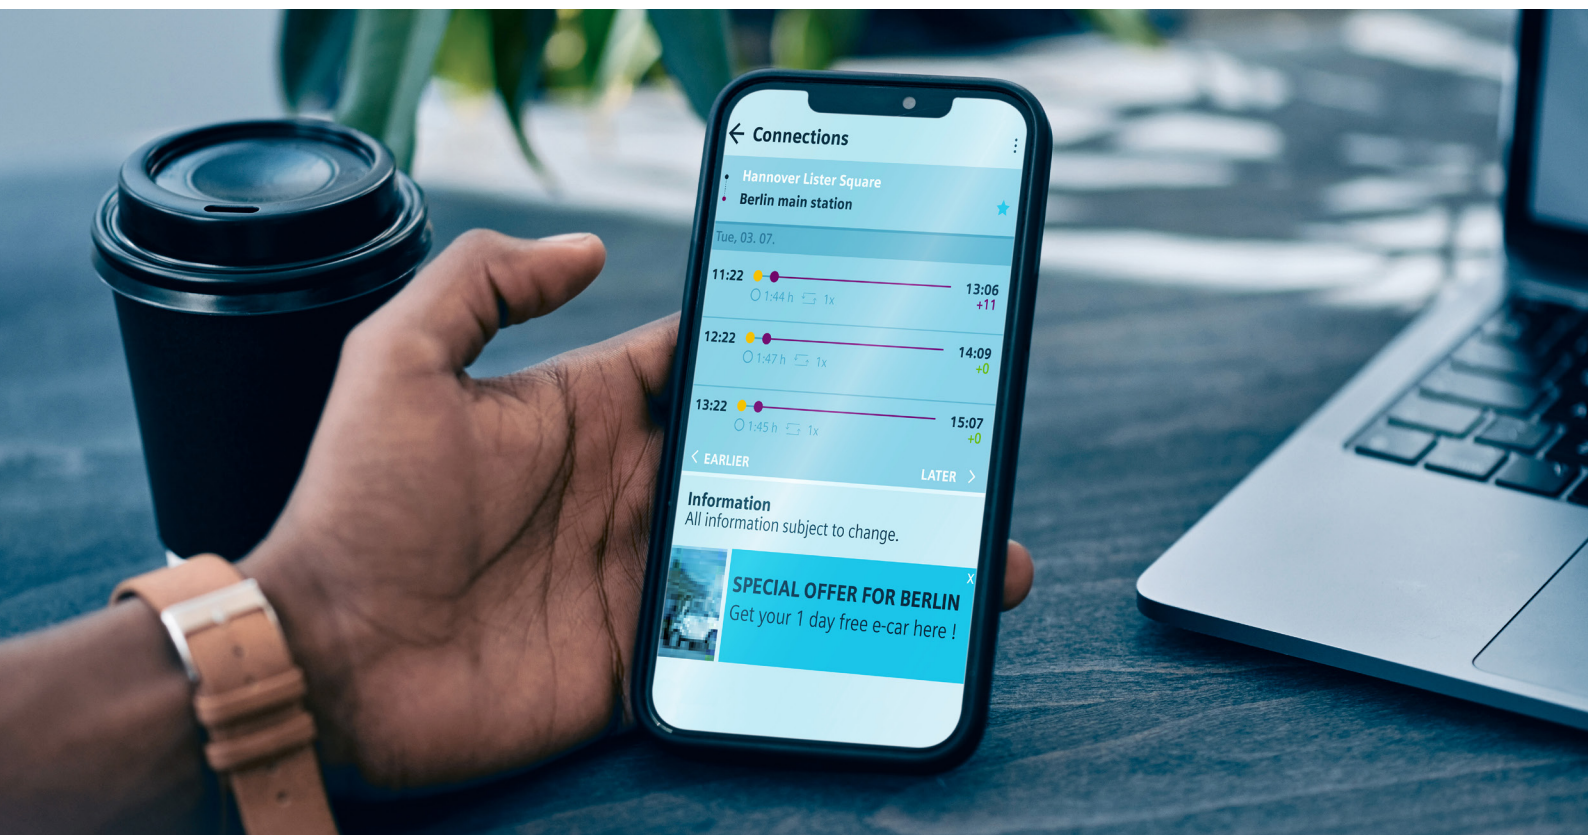 Connections
Hannover Lister Square
Berlin main station
Tue, 03. 07.
11:22 13:06
1:44 h 1x +11
12:22 14:09
1:47 h 1x +0
13:22 15:07
1:45 h 1x +0
< EARLIER LATER >
Information
All information subject to change.
X
SPECIAL OFFER FOR BERLIN
Get your 1 day free e-car here !